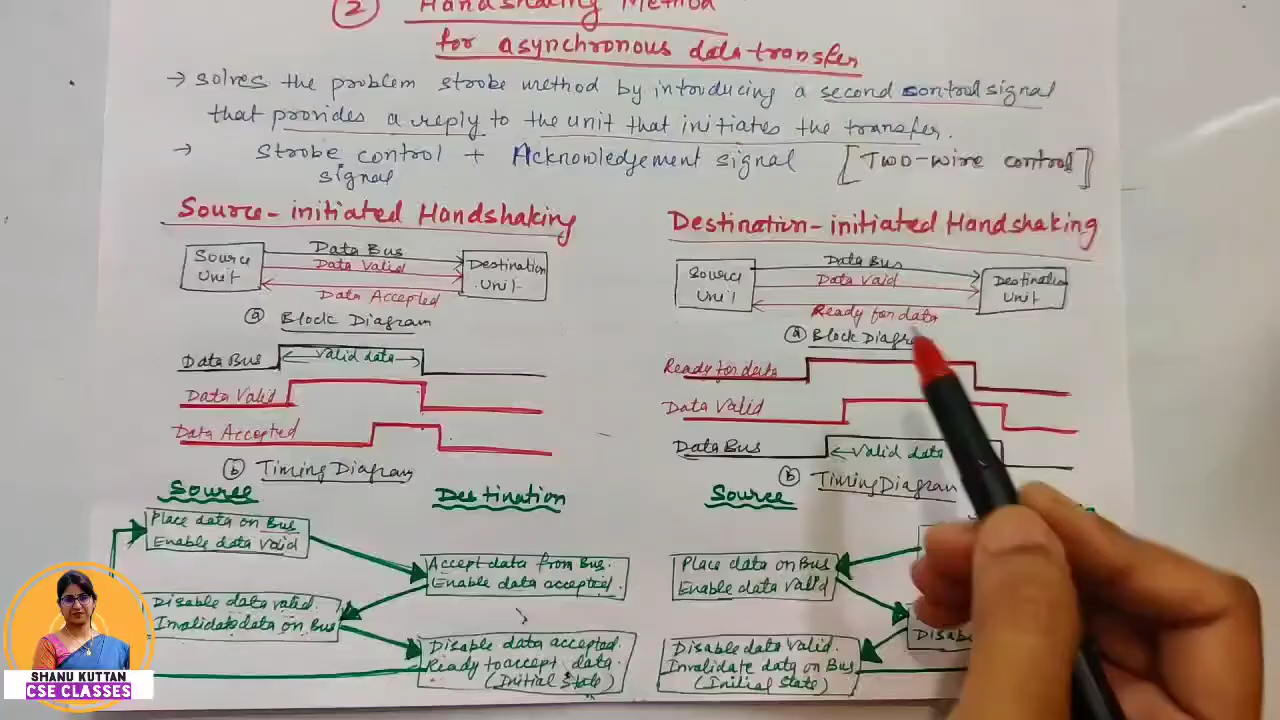 ② Handshaking Method
for asynchronous data transfer
→ solves the problem strobe method by introducing a second control signal
that provides a reply to the unit that initiates the transfer.
→ Strobe control + Acknowledgement signal [Two-wire control]
signal
Source-initiated Handshaking
Source Unit
Data Bus
Data Valid
Data Accepted
Destination Unit
ⓐ Block Diagram
Data Bus
valid data
Data Valid
Data Accepted
ⓑ Timing Diagram
Source
Destination
Place data on Bus
Enable data valid
Accept data from Bus.
Enable data accepted.
Disable data valid.
Invalidate data on Bus
Disable data accepted.
Ready to accept data.
(Initial State)
Destination-initiated Handshaking
Source Unit
Data Bus
Data Vaid
Ready for data
Destination Unit
ⓐ Block Diagr
Ready for data
Data Valid
Data Bus
valid data
ⓑ Timing Diagram
Source
Place data on Bus
Enable data valid
Disab
Disable data valid.
Invalidate data on Bus
(Initial State)
SHANU KUTTAN
CSE CLASSES